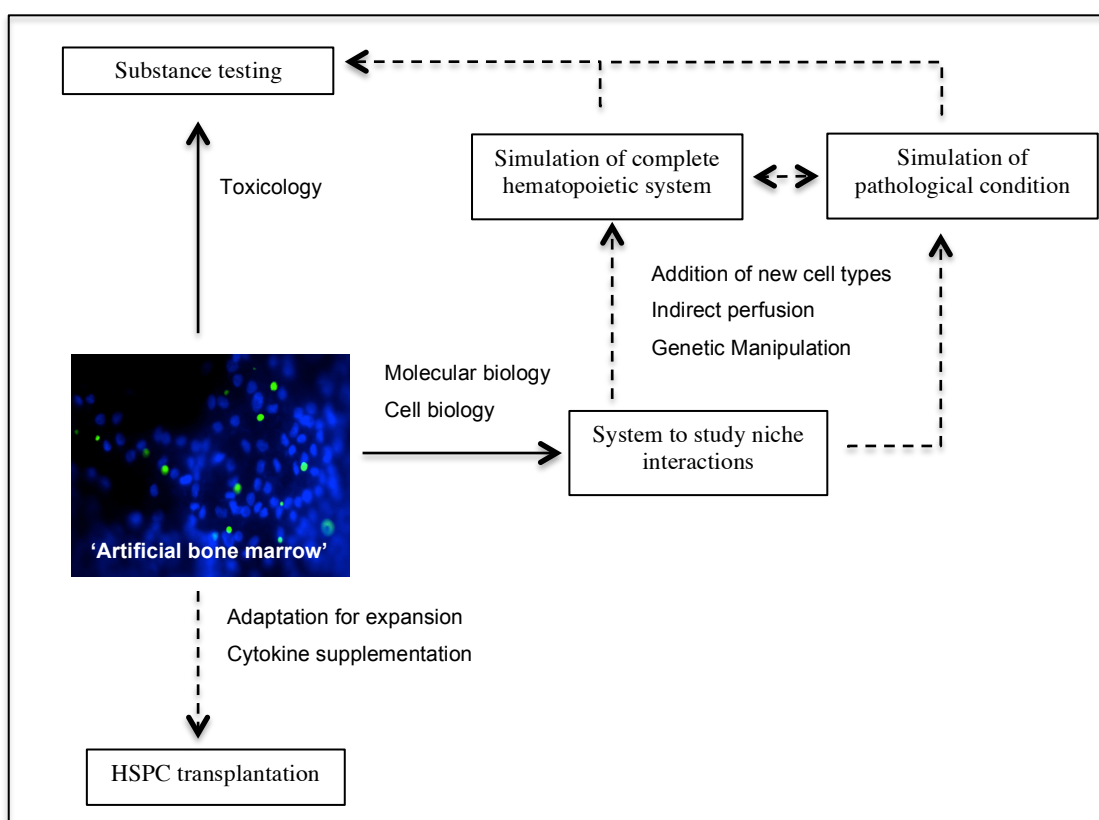 Substance testing
Toxicology
Simulation of complete
hematopoietic system
Simulation of
pathological condition
Addition of new cell types
Indirect perfusion
Genetic Manipulation
Molecular biology
Cell biology
System to study niche
interactions
‘Artificial bone marrow’
Adaptation for expansion
Cytokine supplementation
HSPC transplantation